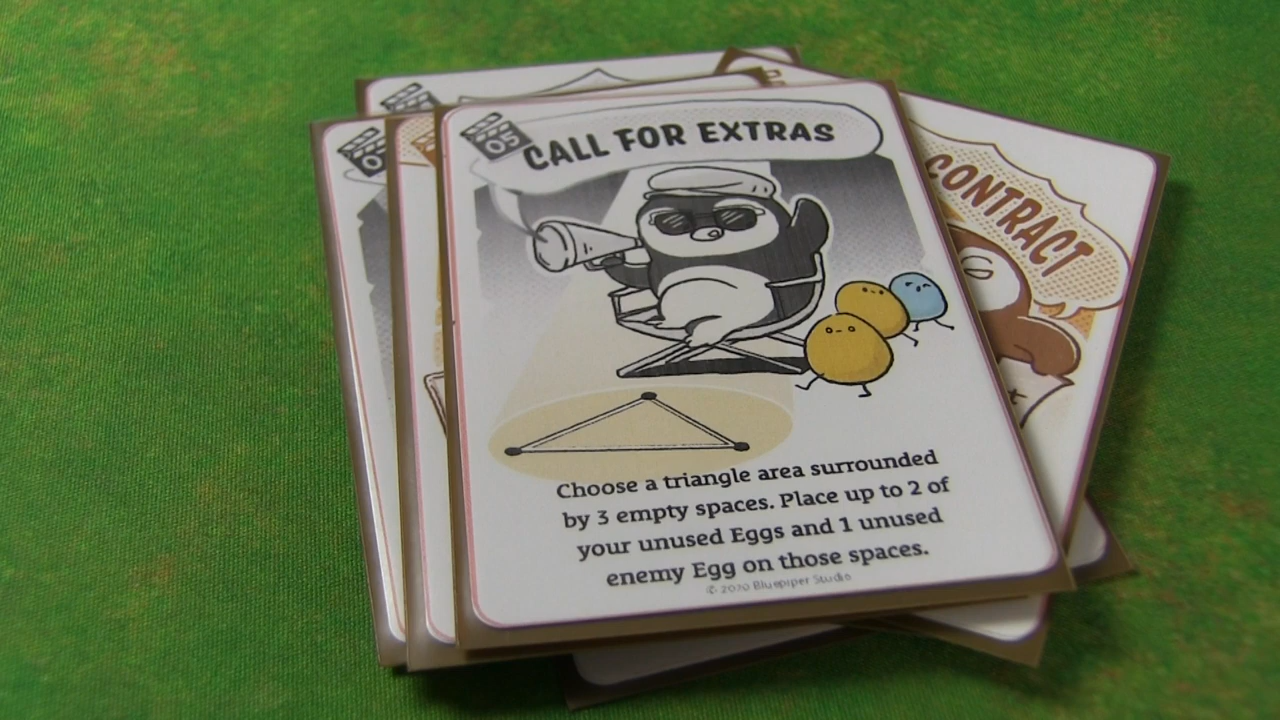 05
CALL FOR EXTRAS
CONTRACT
Choose a triangle area surrounded
by 3 empty spaces. Place up to 2 of
your unused Eggs and 1 unused
enemy Egg on those spaces.
© 2020 Bluepiper Studio